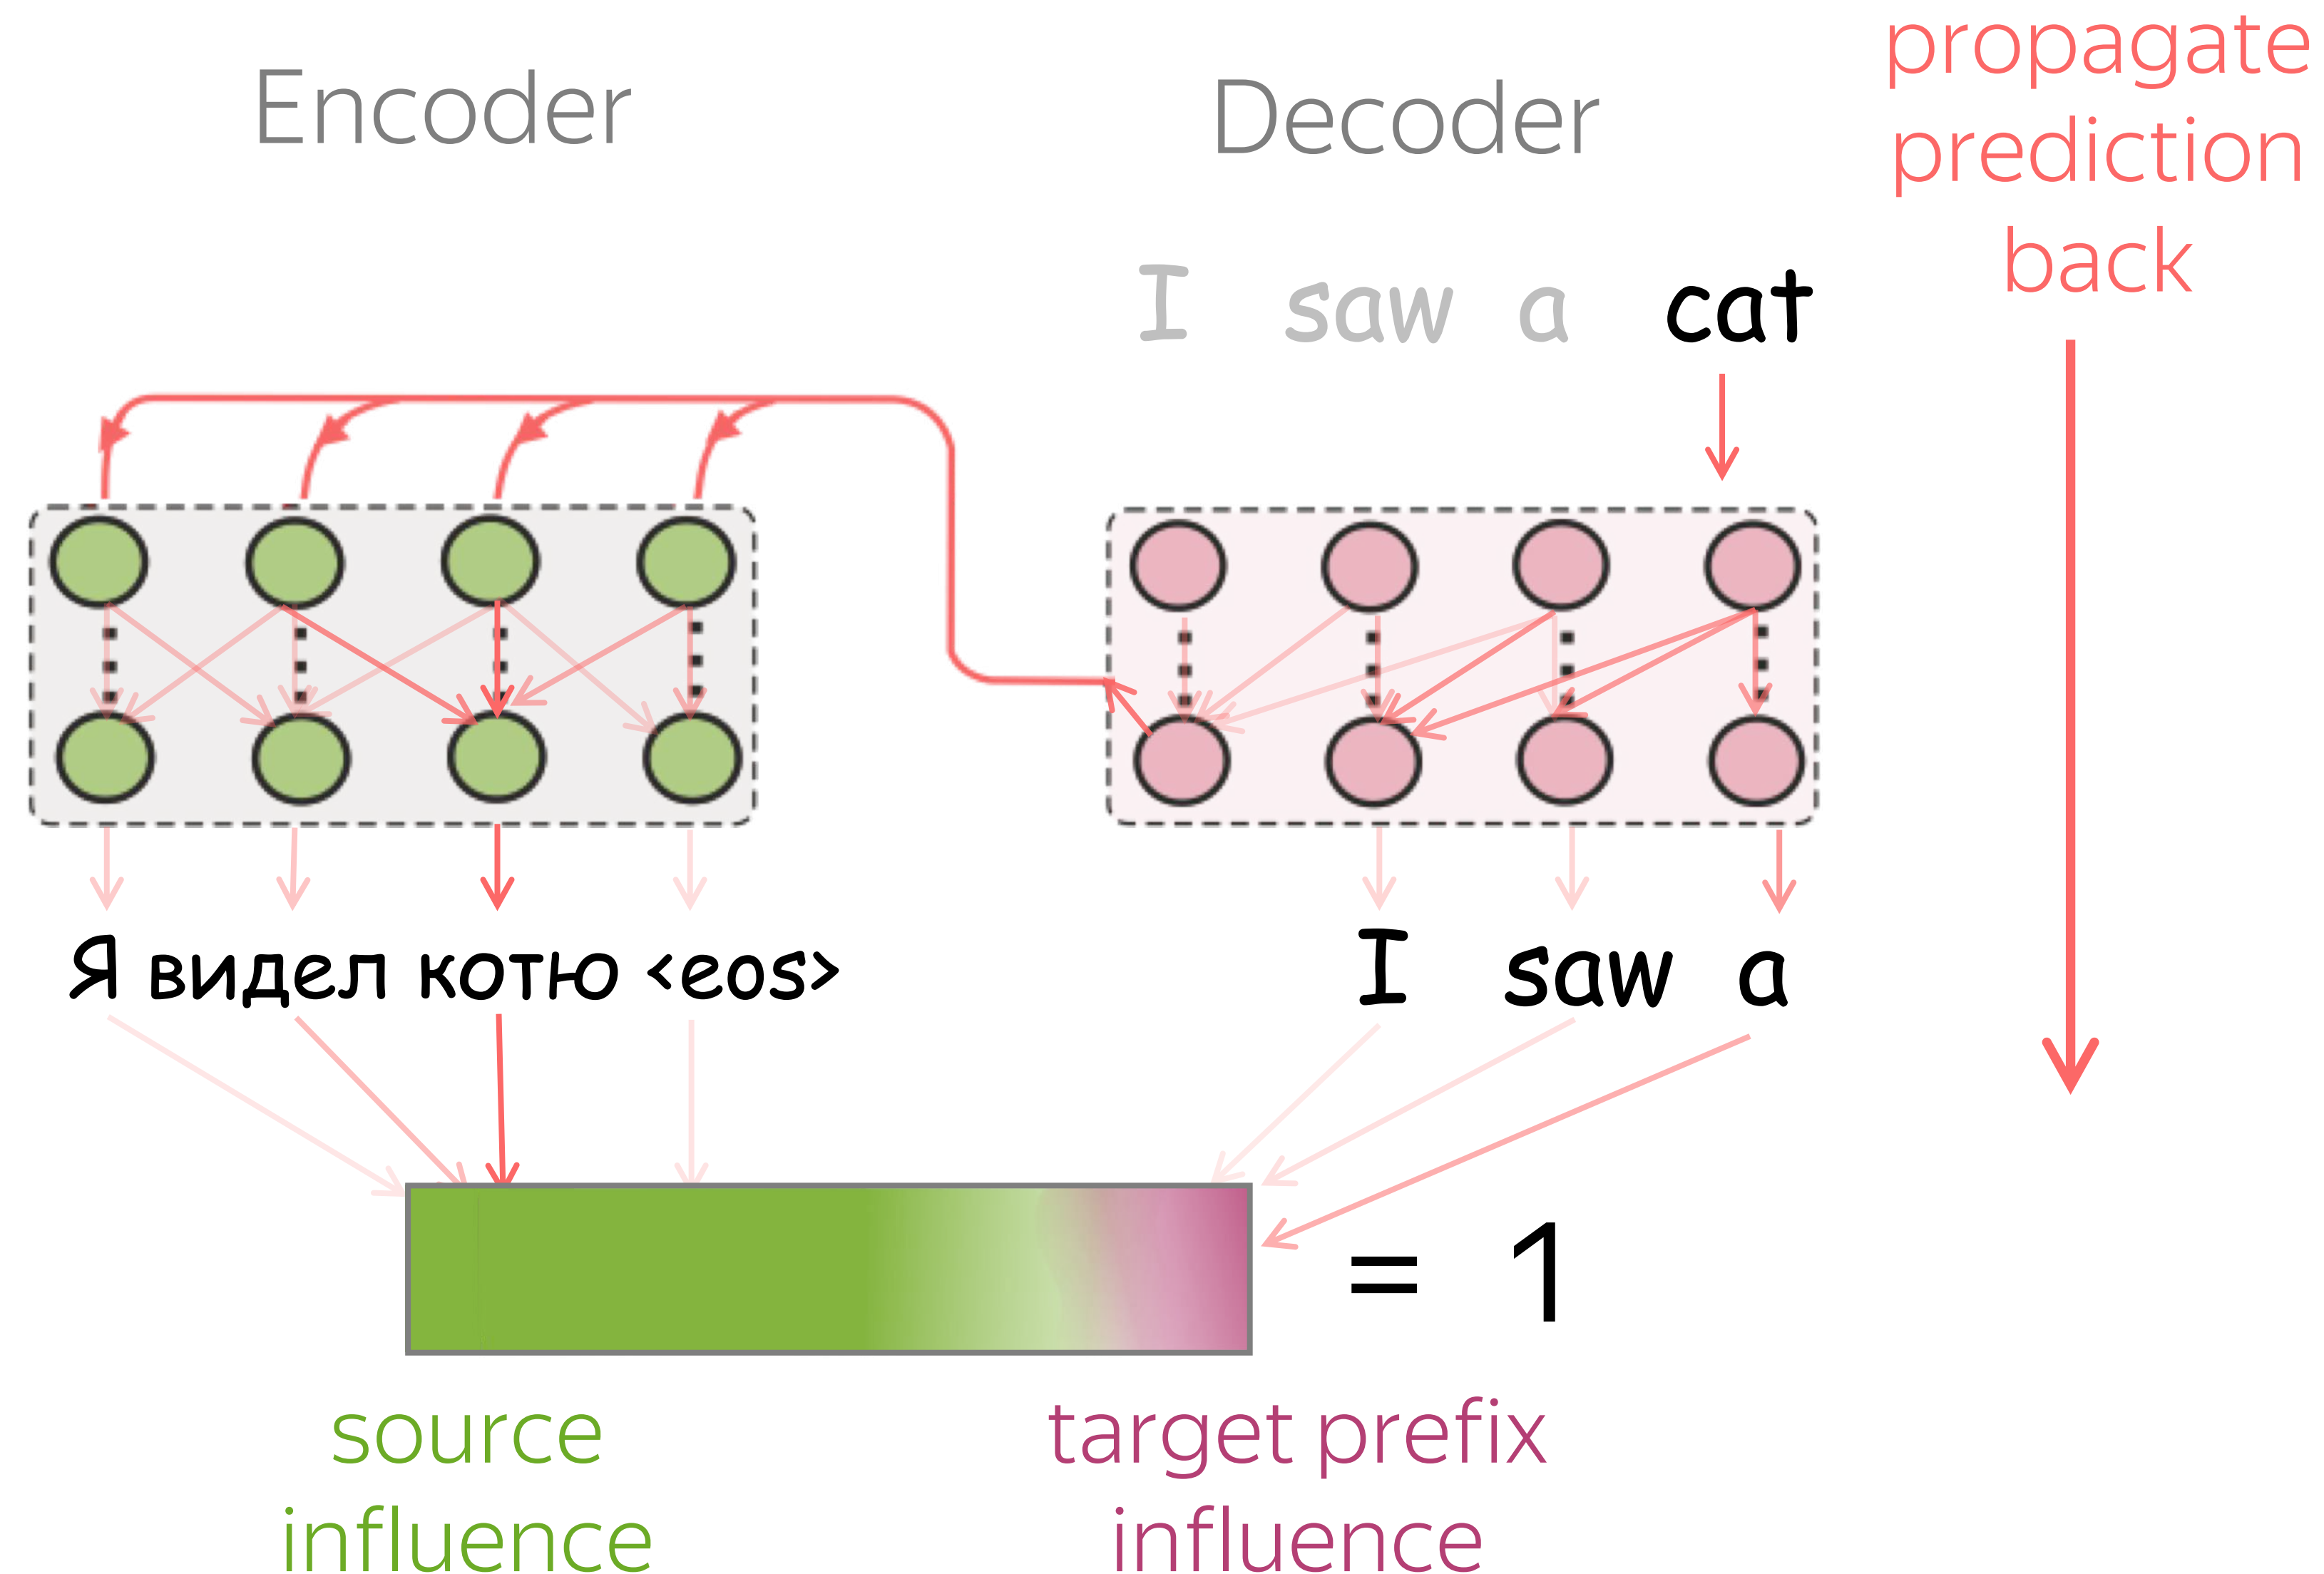 Encoder
Decoder
propagate
prediction
back
I saw a cat
Я видел котю <eos>
I saw a
= 1
source
influence
target prefix
influence